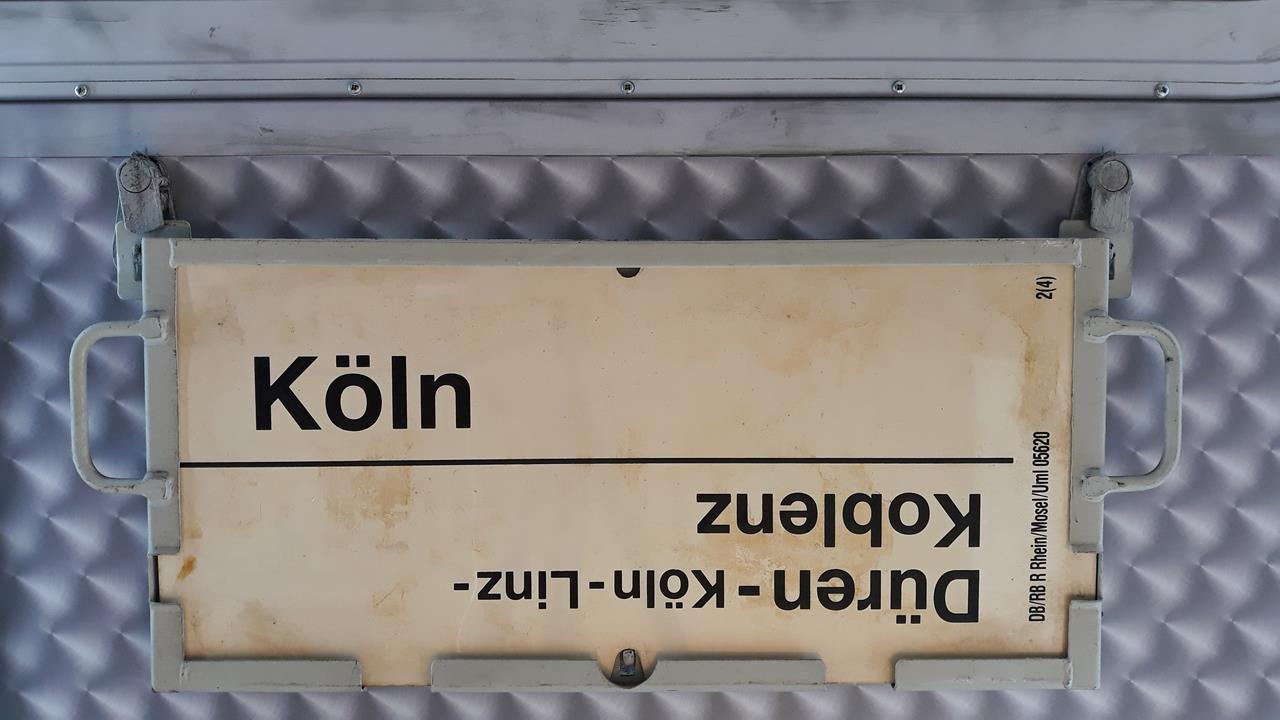 Köln
Düren - Köln - Linz -
Koblenz
2(4)
DB/RB R Rhein/Mosel/Uml 05620